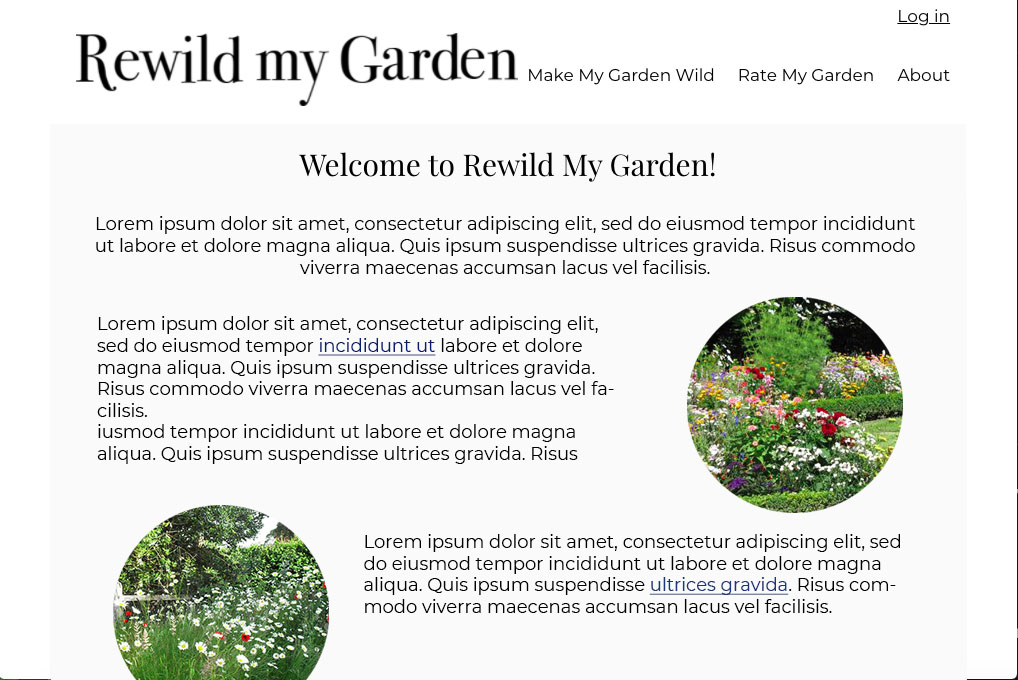 Log in
Rewild my Garden
Make My Garden Wild Rate My Garden About
Welcome to Rewild My Garden!
Lorem ipsum dolor sit amet, consectetur adipiscing elit, sed do eiusmod tempor incididunt
ut labore et dolore magna aliqua. Quis ipsum suspendisse ultrices gravida. Risus commodo
viverra maecenas accumsan lacus vel facilisis.
Lorem ipsum dolor sit amet, consectetur adipiscing elit,
sed do eiusmod tempor incididunt ut labore et dolore
magna aliqua. Quis ipsum suspendisse ultrices gravida.
Risus commodo viverra maecenas accumsan lacus vel fa-
cilisis.
iusmod tempor incididunt ut labore et dolore magna
aliqua. Quis ipsum suspendisse ultrices gravida. Risus
Lorem ipsum dolor sit amet, consectetur adipiscing elit, sed
do eiusmod tempor incididunt ut labore et dolore magna
aliqua. Quis ipsum suspendisse ultrices gravida. Risus com-
modo viverra maecenas accumsan lacus vel facilisis.